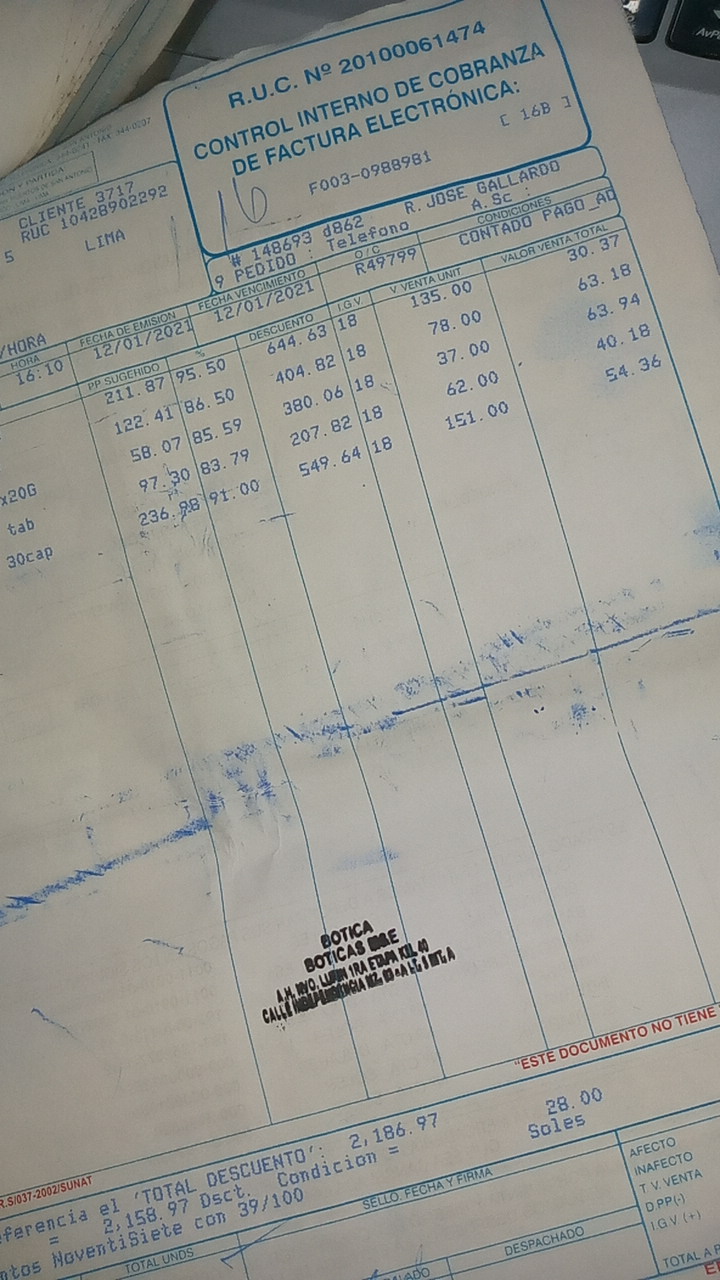 R.U.C. Nº 20100061474
CONTROL INTERNO DE COBRANZA
DE FACTURA ELECTRÓNICA:
[ 16B ]
16
F003-0988981
CLIENTE 3717
RUC 10428902292
5 LIMA
# 148693 d862 R. JOSE GALLARDO
9 PEDIDO : Telefono A.Sc :
/HORA
HORA
16:10
FECHA DE EMISION
12/01/2021
FECHA VENCIMIENTO
12/01/2021
O / C
R49799
CONDICIONES
CONTADO PAGO_AD
PP SUGERIDO % DESCUENTO I.G.V. V. VENTA UNIT VALOR VENTA TOTAL
211.87 95.50 644.63 18 135.00 30.37
122.41 86.50 404.82 18 78.00 63.18
x20G 58.07 85.59 380.06 18 37.00 63.94
tab 97.30 83.79 207.82 18 62.00 40.18
30cap 236.98 91.00 549.64 18 151.00 54.36
BOTICA
BOTICAS
"ESTE DOCUMENTO NO TIENE
R.S/037-2002/SUNAT
ferencia el 'TOTAL DESCUENTO': 2,186.97 28.00
= 2,158.97 Dsct. Condicion = Soles
ntos NoventiSiete con 39/100
TOTAL UNDS
SELLO, FECHA Y FIRMA
DESPACHADO
AFECTO
INAFECTO
T. V. VENTA
D.PP(-)
I.G.V (+)
TOTAL A P